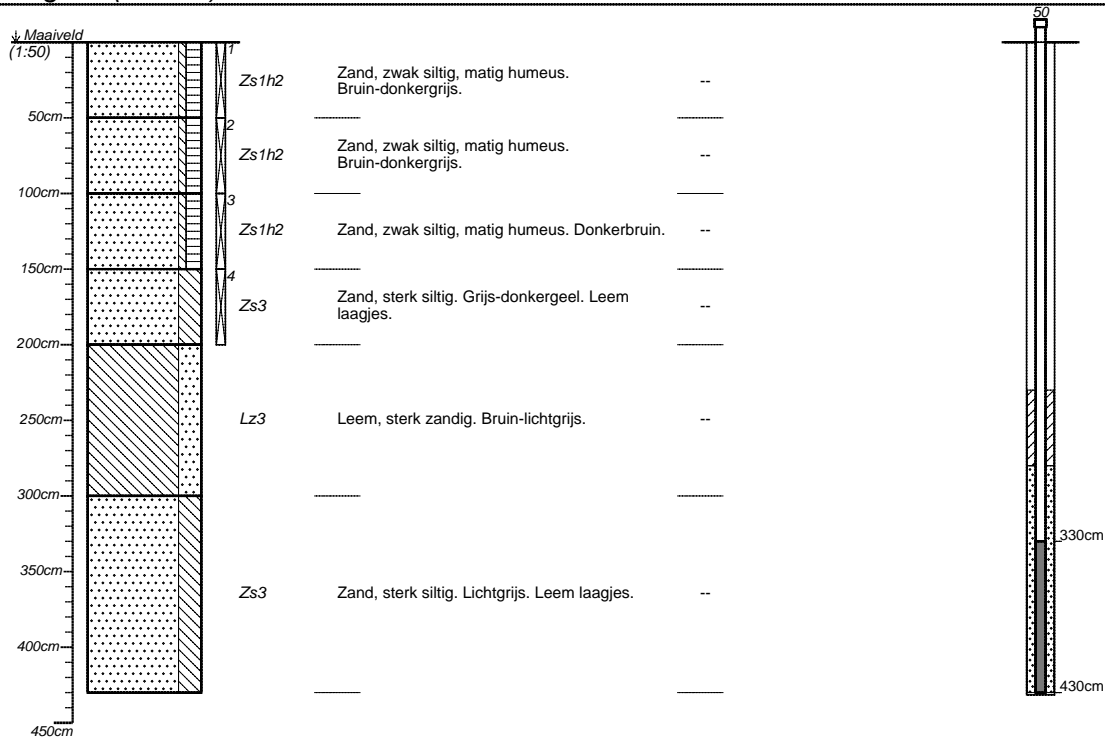 50
Maaiveld
(1:50)
1
Zs1h2
Zand, zwak siltig, matig humeus.
Bruin-donkergrijs.
--
50cm
2
Zs1h2
Zand, zwak siltig, matig humeus.
Bruin-donkergrijs.
--
100cm
3
Zs1h2
Zand, zwak siltig, matig humeus. Donkerbruin.
--
150cm
4
Zs3
Zand, sterk siltig. Grijs-donkergeel. Leem
laagjes.
--
200cm
250cm
Lz3
Leem, sterk zandig. Bruin-lichtgrijs.
--
300cm
330cm
350cm
Zs3
Zand, sterk siltig. Lichtgrijs. Leem laagjes.
--
400cm
430cm
450cm